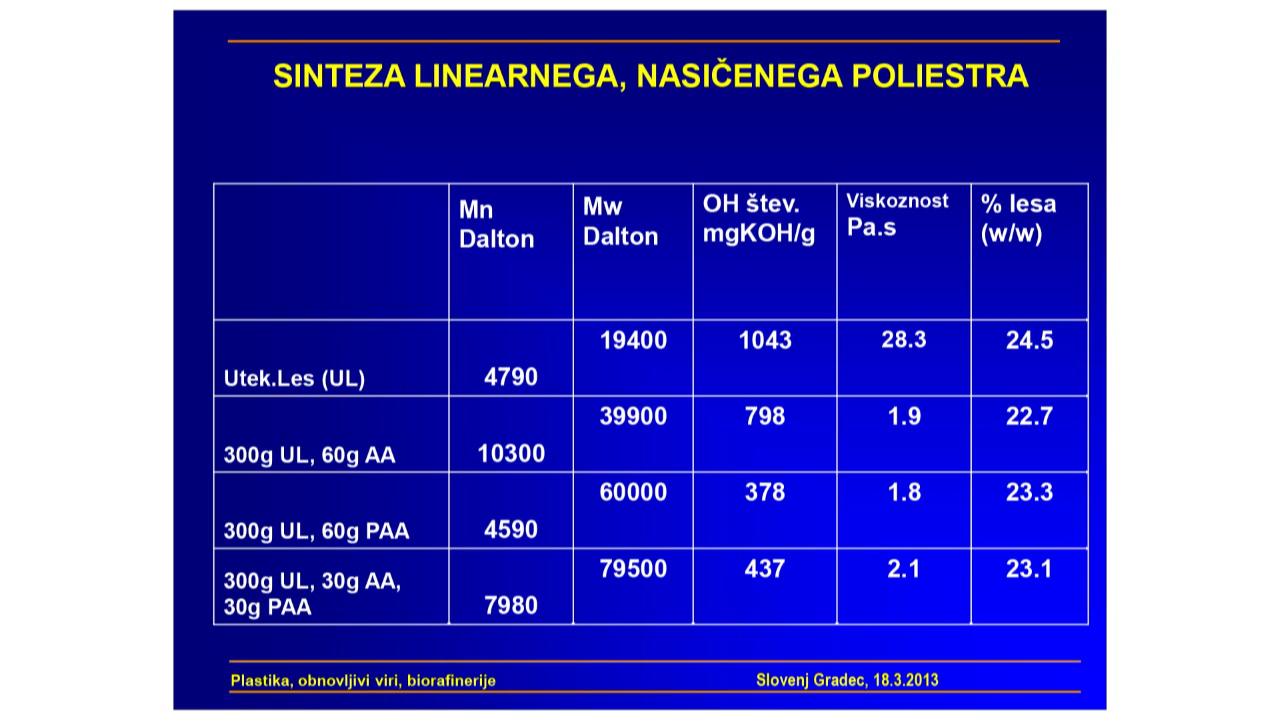 SINTEZA LINEARNEGA, NASIČENEGA POLIESTRA
Mn
Dalton
Mw
Dalton
OH štev.
mgKOH/g
Viskoznost
Pa.s
% lesa
(w/w)
Utek.Les (UL) 4790 19400 1043 28.3 24.5
300g UL, 60g AA 10300 39900 798 1.9 22.7
300g UL, 60g PAA 4590 60000 378 1.8 23.3
300g UL, 30g AA,
30g PAA 7980 79500 437 2.1 23.1
Plastika, obnovljivi viri, biorafinerije Slovenj Gradec, 18.3.2013